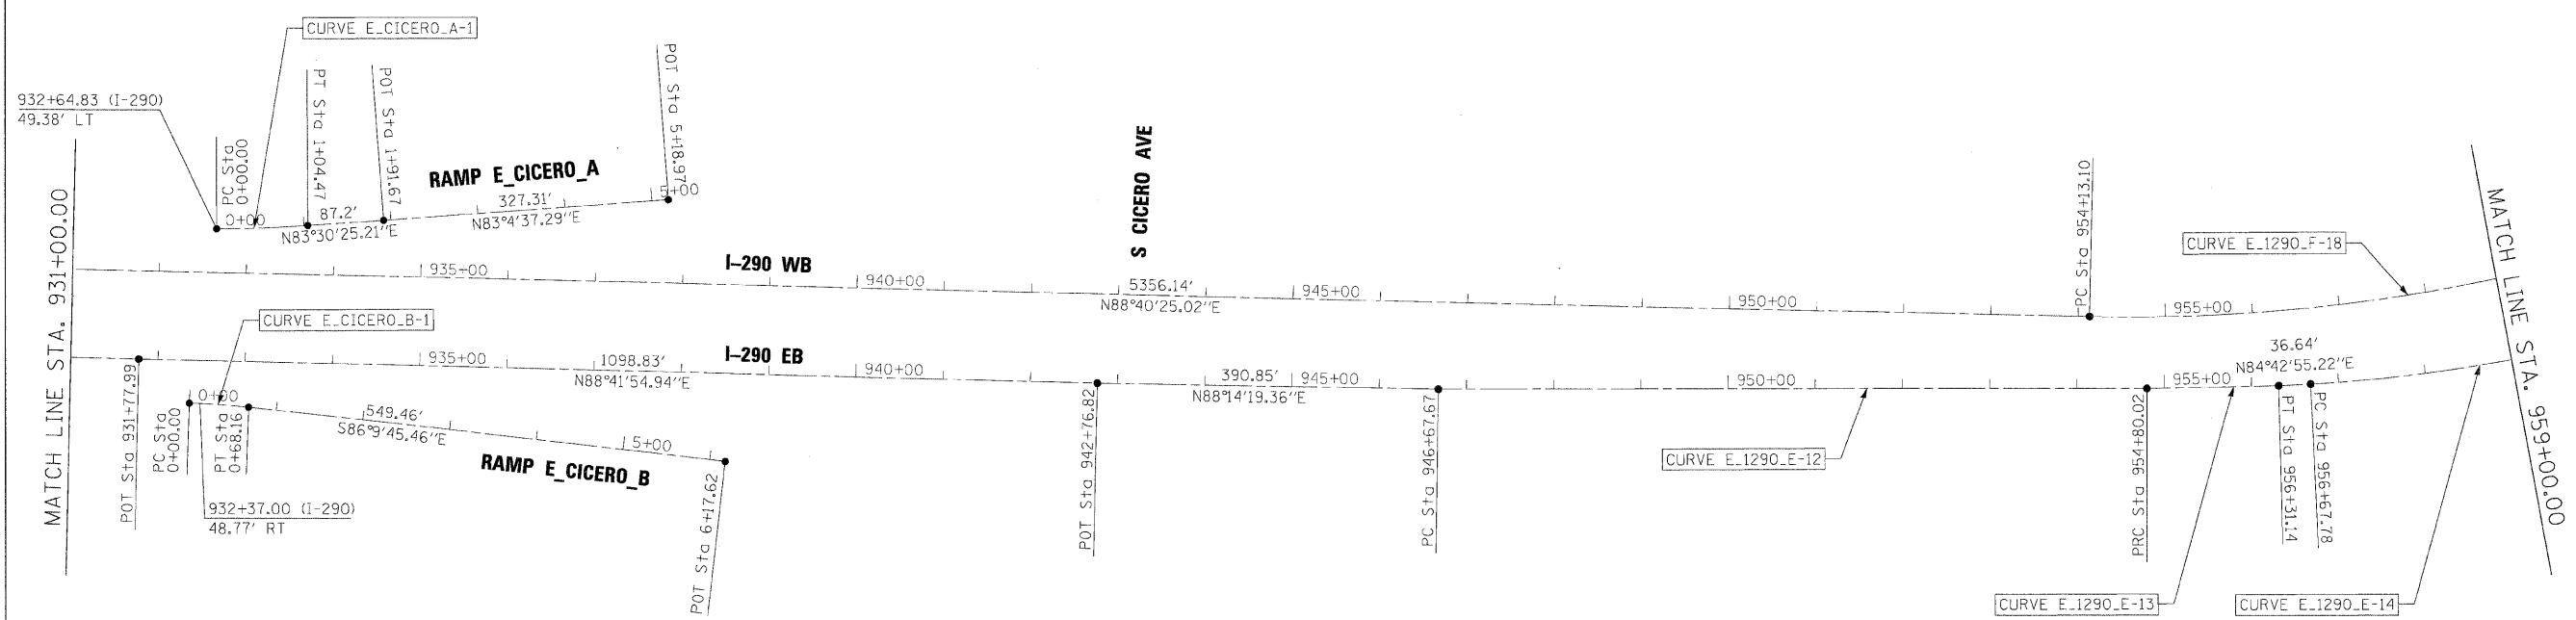 CURVE E_CICERO_A-1
932+64.83 (I-290)
49.38' LT
PC Sta
0+00.00
PT Sta 1+04.47
POT Sta 1+91.67
POT Sta 5+18.97
RAMP E_CICERO_A
0+00
87.2'
N83°30'25.21"E
327.31'
N83°4'37.29"E
5+00
MATCH LINE STA. 931+00.00
S CICERO AVE
935+00
I-290 WB
940+00
5356.14'
N88°40'25.02"E
945+00
950+00
PC Sta 954+13.10
955+00
CURVE E_1290_F-18
MATCH LINE STA. 959+00.00
CURVE E_CICERO_B-1
POT Sta 931+77.99
935+00
1098.83'
N88°41'54.94"E
I-290 EB
940+00
POT Sta 942+76.82
390.85'
N88°14'19.36"E
945+00
PC Sta 946+67.67
950+00
CURVE E_1290_E-12
PRC Sta 954+80.02
955+00
36.64'
N84°42'55.22"E
PT Sta 956+31.14
PC Sta 956+67.78
CURVE E_1290_E-13
CURVE E_1290_E-14
PC Sta
0+00.00
0+00
PT Sta
0+68.16
932+37.00 (I-290)
48.77' RT
549.46'
S86°9'45.46"E
5+00
RAMP E_CICERO_B
POT Sta 6+17.62